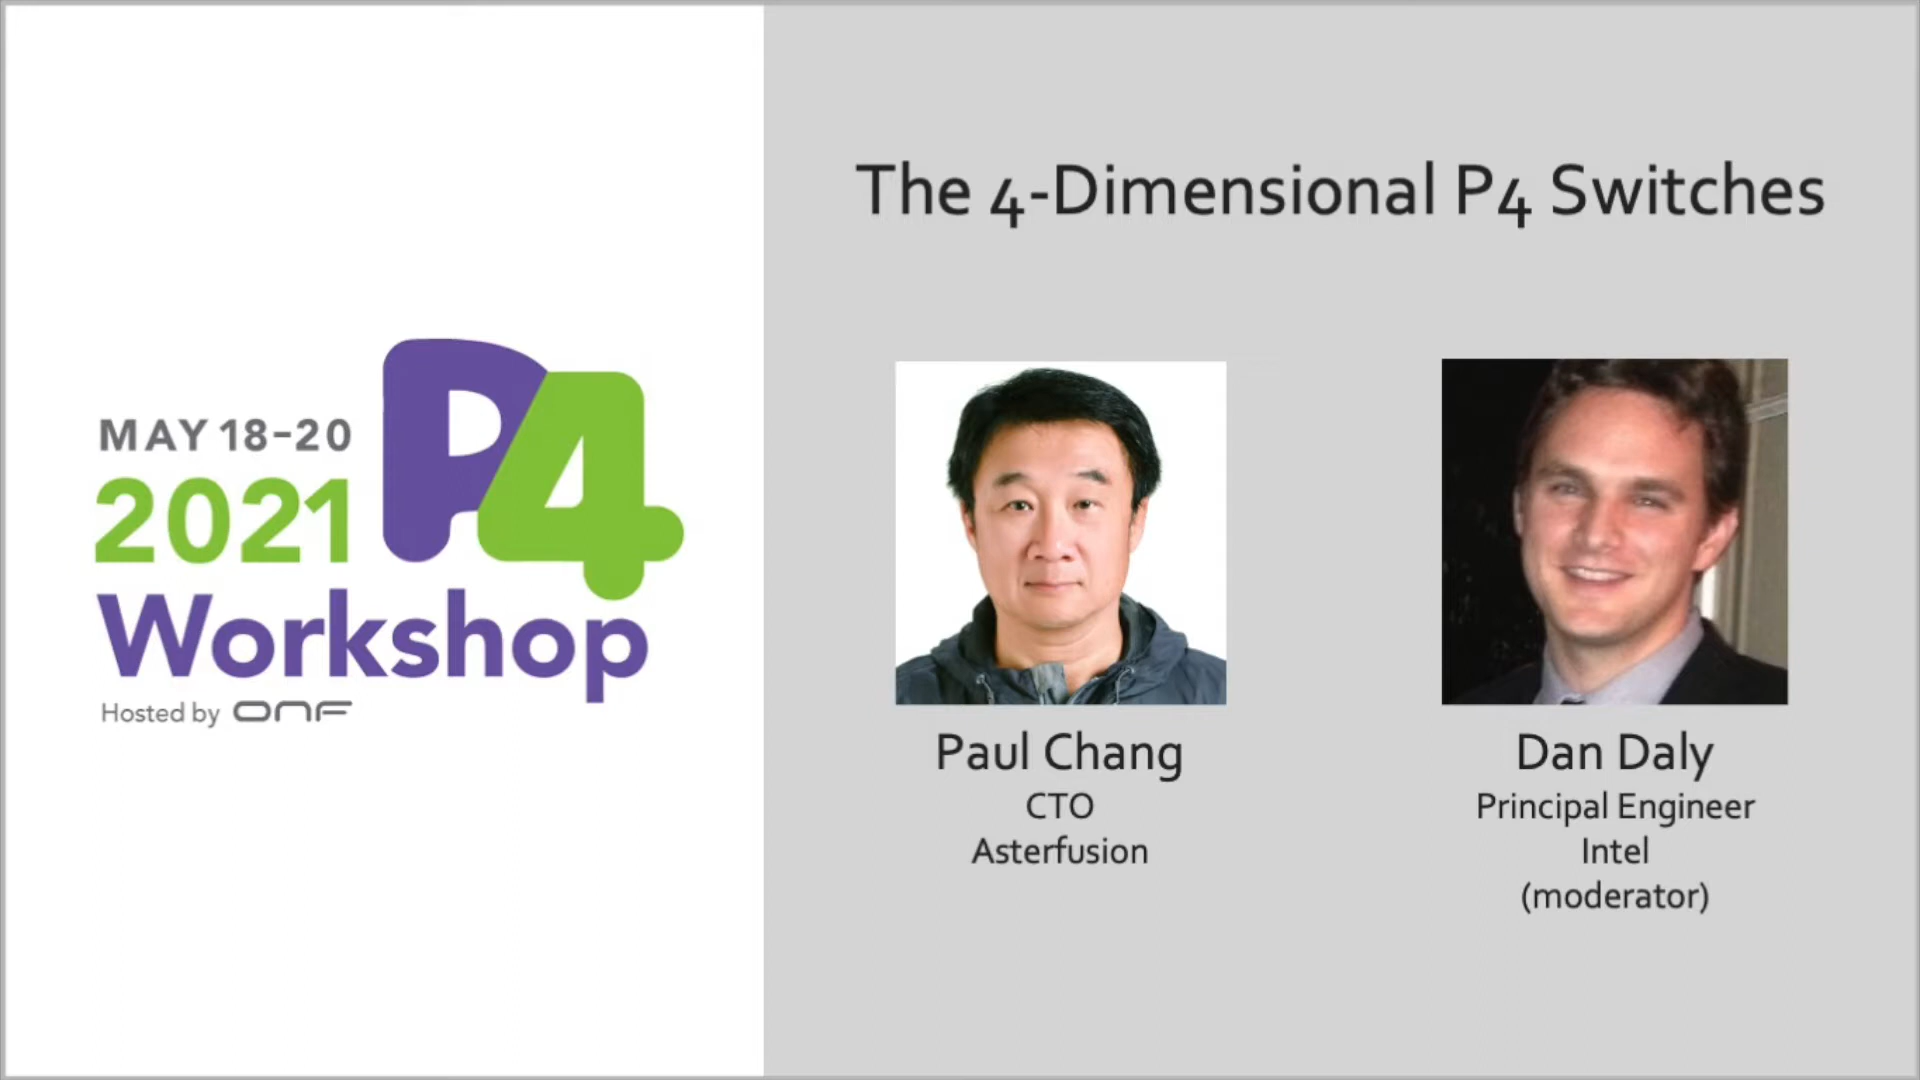 MAY 18-20
2021
P4
Workshop
Hosted by ONF
The 4-Dimensional P4 Switches
Paul Chang
CTO
Asterfusion
Dan Daly
Principal Engineer
Intel
(moderator)